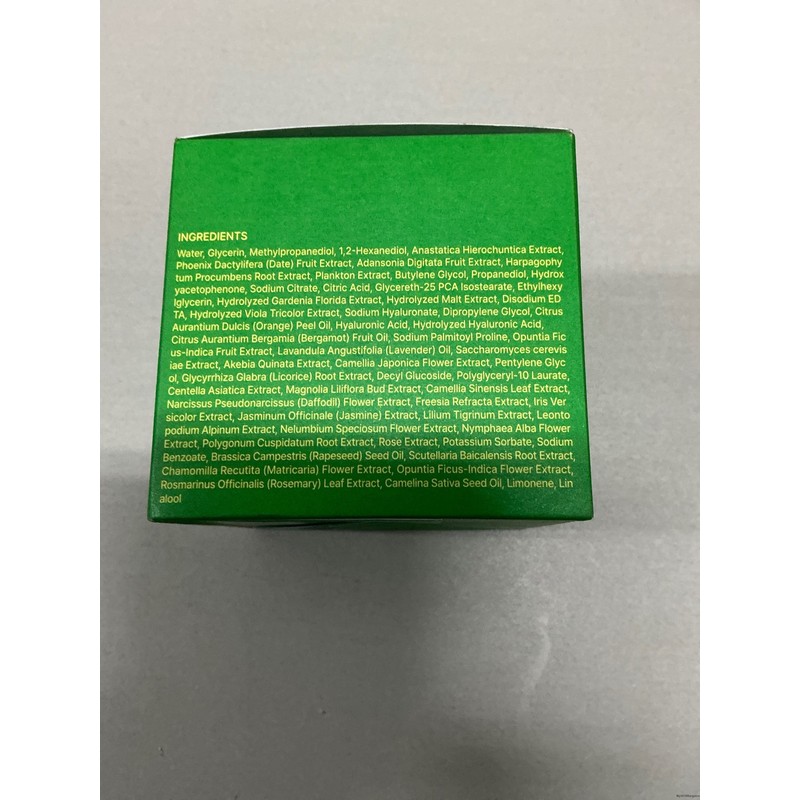 INGREDIENTS
Water, Glycerin, Methylpropanediol, 1,2-Hexanediol, Anastatica Hierochuntica Extract,
Phoenix Dactylifera (Date) Fruit Extract, Adansonia Digitata Fruit Extract, Harpagophy
tum Procumbens Root Extract, Plankton Extract, Butylene Glycol, Propanediol, Hydrox
yacetophenone, Sodium Citrate, Citric Acid, Glycereth-25 PCA Isostearate, Ethylhexy
lglycerin, Hydrolyzed Gardenia Florida Extract, Hydrolyzed Malt Extract, Disodium ED
TA, Hydrolyzed Viola Tricolor Extract, Sodium Hyaluronate, Dipropylene Glycol, Citrus
Aurantium Dulcis (Orange) Peel Oil, Hyaluronic Acid, Hydrolyzed Hyaluronic Acid,
Citrus Aurantium Bergamia (Bergamot) Fruit Oil, Sodium Palmitoyl Proline, Opuntia Fic
us-Indica Fruit Extract, Lavandula Angustifolia (Lavender) Oil, Saccharomyces cerevis
iae Extract, Akebia Quinata Extract, Camellia Japonica Flower Extract, Pentylene Glyc
ol, Glycyrrhiza Glabra (Licorice) Root Extract, Decyl Glucoside, Polyglyceryl-10 Laurate,
Centella Asiatica Extract, Magnolia Liliflora Bud Extract, Camellia Sinensis Leaf Extract,
Narcissus Pseudonarcissus (Daffodil) Flower Extract, Freesia Refracta Extract, Iris Ver
sicolor Extract, Jasminum Officinale (Jasmine) Extract, Lilium Tigrinum Extract, Leonto
podium Alpinum Extract, Nelumbium Speciosum Flower Extract, Nymphaea Alba Flower
Extract, Polygonum Cuspidatum Root Extract, Rose Extract, Potassium Sorbate, Sodium
Benzoate, Brassica Campestris (Rapeseed) Seed Oil, Scutellaria Baicalensis Root Extract,
Chamomilla Recutita (Matricaria) Flower Extract, Opuntia Ficus-Indica Flower Extract,
Rosmarinus Officinalis (Rosemary) Leaf Extract, Camelina Sativa Seed Oil, Limonene, Lin
alool